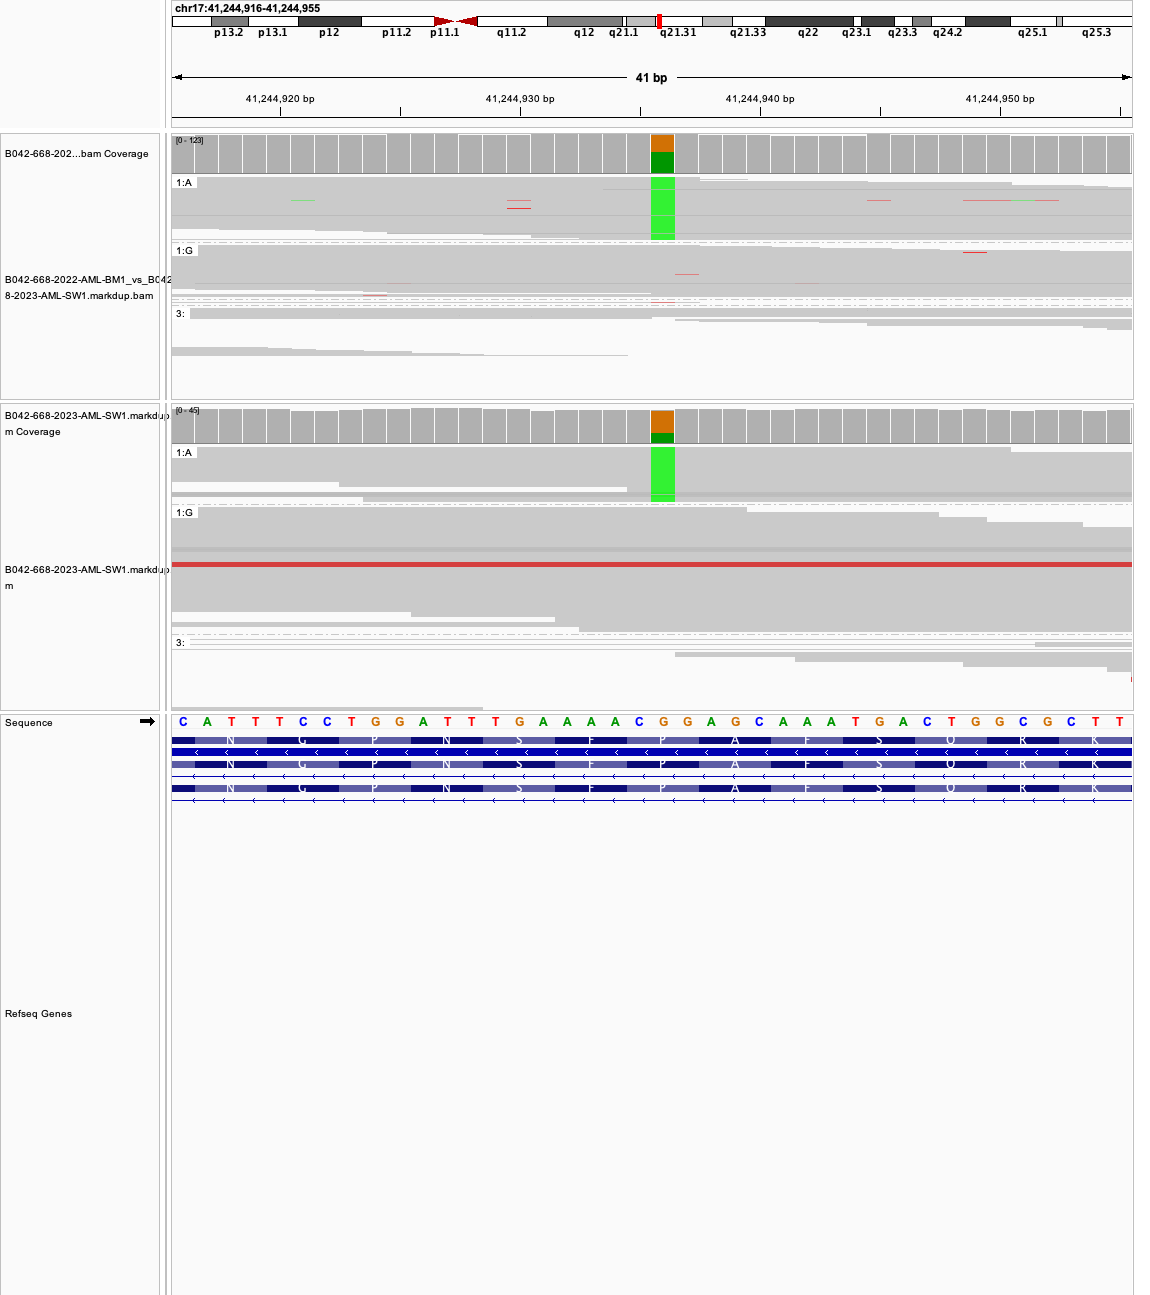 chr17:41,244,916-41,244,955
p13.2 p13.1 p12 p11.2 p11.1 q11.2 q12 q21.1 q21.31 q21.33 q22 q23.1 q23.3 q24.2 q25.1 q25.3
41 bp
41,244,920 bp 41,244,930 bp 41,244,940 bp 41,244,950 bp
[0 - 123]
B042-668-202...bam Coverage
1:A
1:G
B042-668-2022-AML-BM1_vs_B042
8-2023-AML-SW1.markdup.bam
3:
[0 - 45]
B042-668-2023-AML-SW1.markdup
m Coverage
1:A
1:G
B042-668-2023-AML-SW1.markdup
m
3:
Sequence
C A T T T C C T G G A T T T G A A A A C G G A G C A A A T G A C T G G C G C T T
N G P N S F P A F S Q R K
N G P N S F P A F S Q R K
N G P N S F P A F S Q R K
Refseq Genes